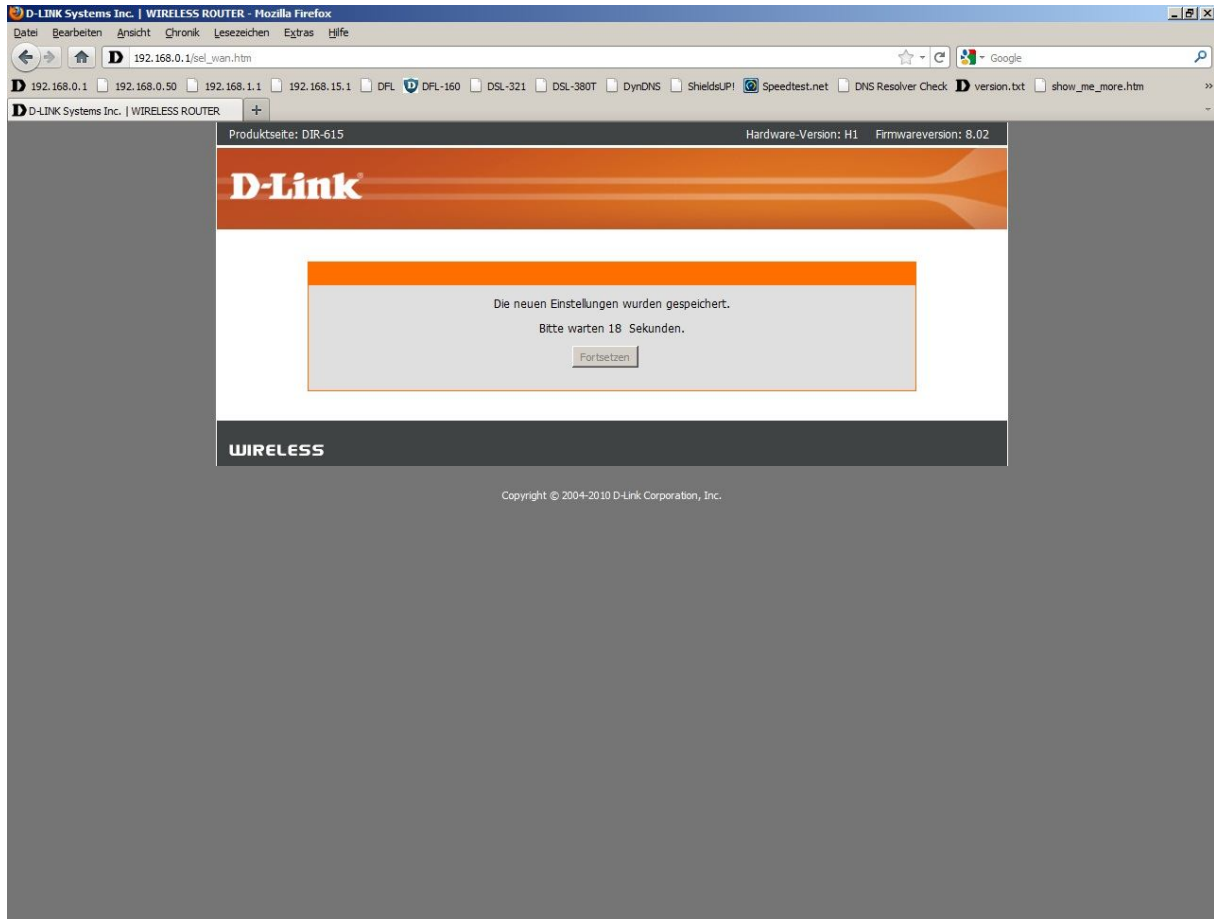 D-LINK Systems Inc. | WIRELESS ROUTER - Mozilla Firefox
Datei Bearbeiten Ansicht Chronik Lesezeichen Extras Hilfe
192.168.0.1/sel_wan.htm
Google
192.168.0.1 192.168.0.50 192.168.1.1 192.168.15.1 DFL DFL-160 DSL-321 DSL-380T DynDNS ShieldsUP! Speedtest.net DNS Resolver Check version.txt show_me_more.htm »
D-LINK Systems Inc. | WIRELESS ROUTER +
Produktseite: DIR-615 Hardware-Version: H1 Firmwareversion: 8.02
D-Link
Die neuen Einstellungen wurden gespeichert.
Bitte warten 18 Sekunden.
Fortsetzen
WIRELESS
Copyright © 2004-2010 D-Link Corporation, Inc.